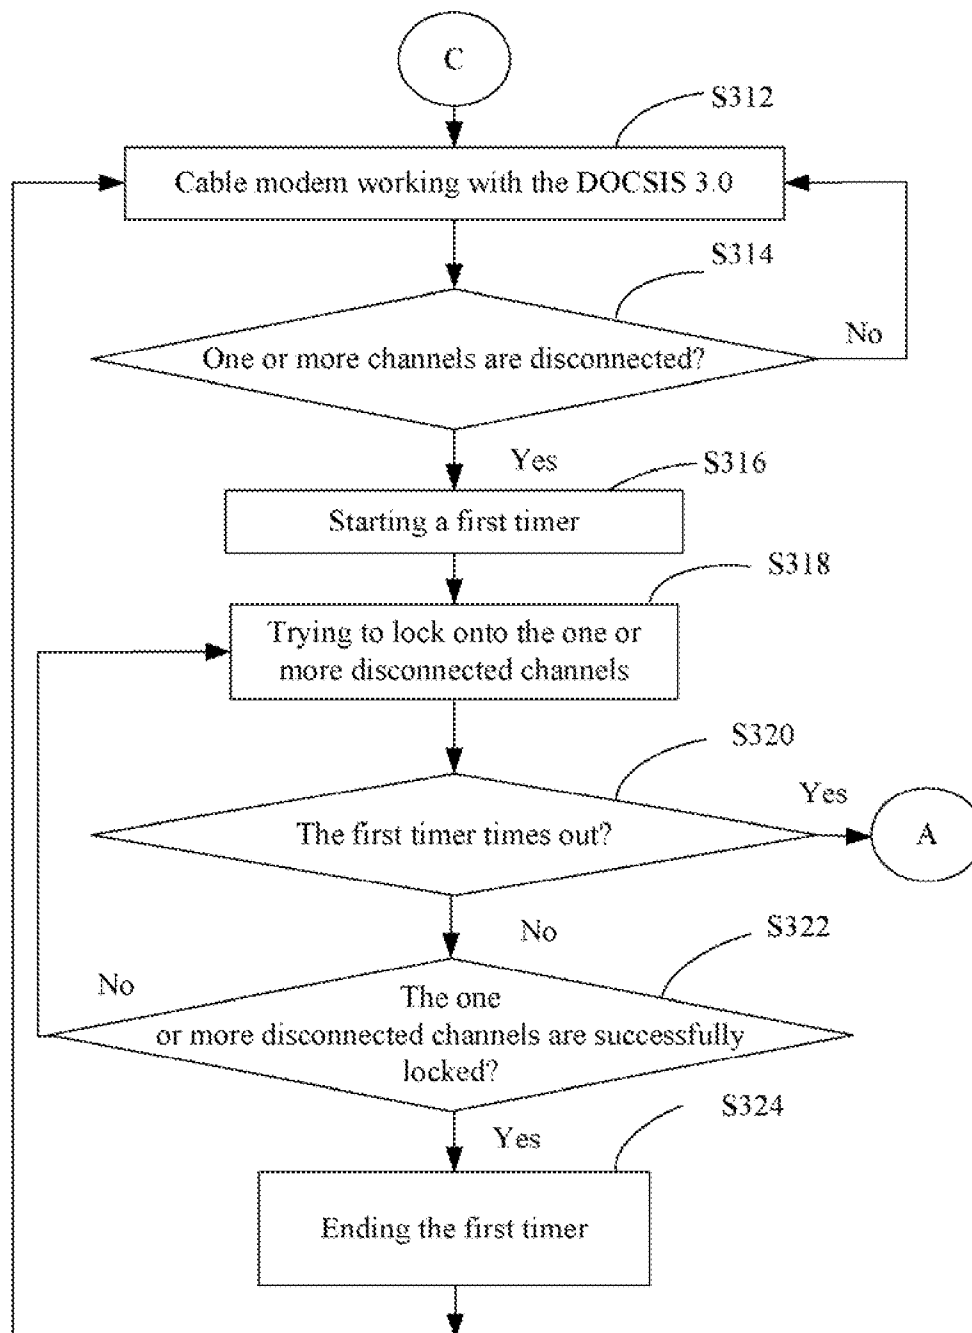 C
S312
Cable modem working with the DOCSIS 3.0
S314
One or more channels are disconnected?
No
Yes
S316
Starting a first timer
S318
Trying to lock onto the one or
more disconnected channels
S320
The first timer times out?
Yes
A
No
S322
No
The one
or more disconnected channels are successfully
locked?
Yes
S324
Ending the first timer